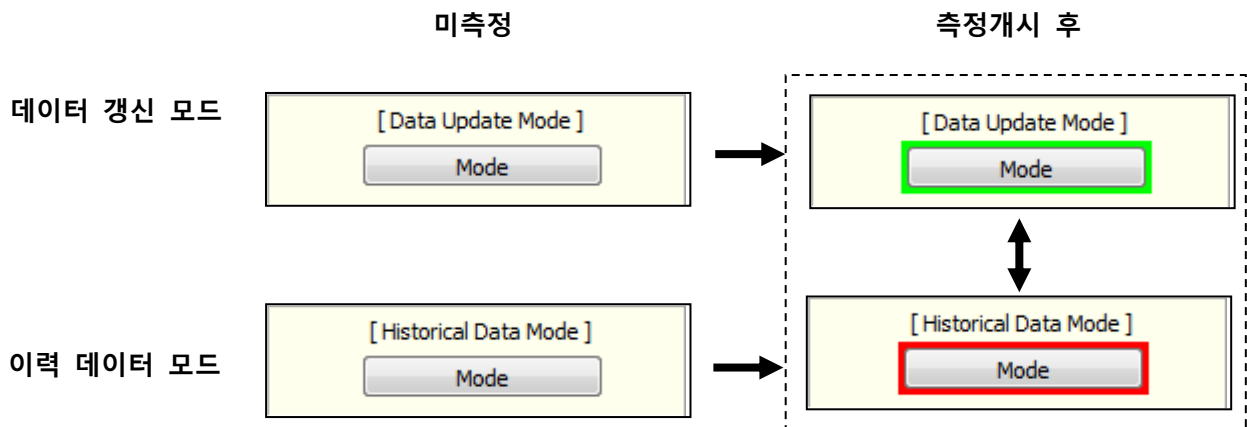 미측정
측정개시 후
데이터 갱신 모드
[ Data Update Mode ]
Mode
[ Data Update Mode ]
Mode
이력 데이터 모드
[ Historical Data Mode ]
Mode
[ Historical Data Mode ]
Mode